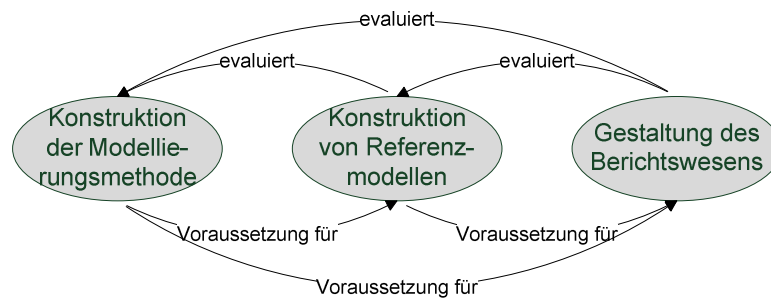 evaluiert
evaluiert
evaluiert
Konstruktion
der Modellie-
rungsmethode
Konstruktion
von Referenz-
modellen
Gestaltung des
Berichtswesens
Voraussetzung für
Voraussetzung für
Voraussetzung für